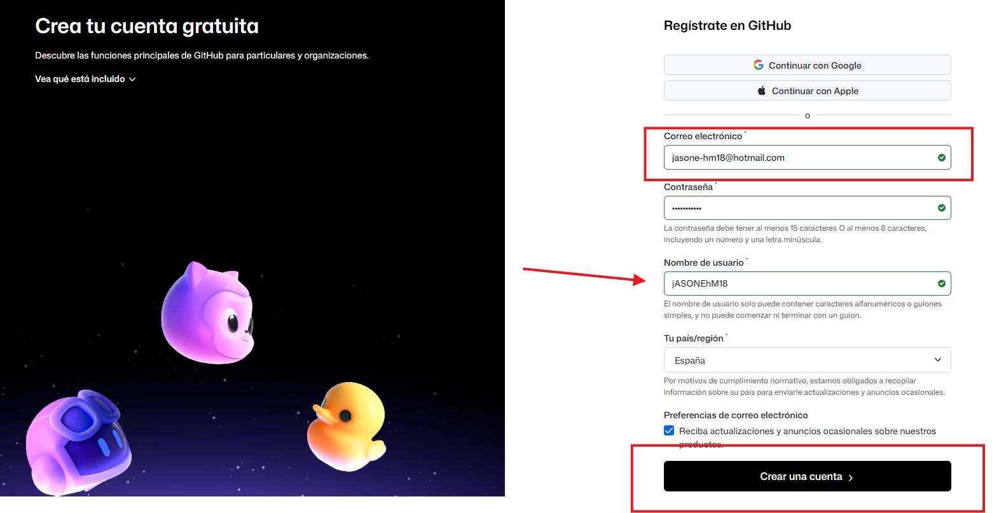 Crea tu cuenta gratuita
Descubre las funciones principales de GitHub para particulares y organizaciones.
Vea qué está incluido
Regístrate en GitHub
Continuar con Google
Continuar con Apple
o
Correo electrónico *
jasone-hm18@hotmail.com
Contraseña *
•••••••••••
La contraseña debe tener al menos 15 caracteres O al menos 8 caracteres,
incluyendo un número y una letra minúscula.
Nombre de usuario *
jASONEhM18
El nombre de usuario solo puede contener caracteres alfanuméricos o guiones
simples, y no puede comenzar ni terminar con un guion.
Tu país/región *
España
Por motivos de cumplimiento normativo, estamos obligados a recopilar
información sobre su país para enviarle actualizaciones y anuncios ocasionales.
Preferencias de correo electrónico
Reciba actualizaciones y anuncios ocasionales sobre nuestros
productos.
Crear una cuenta